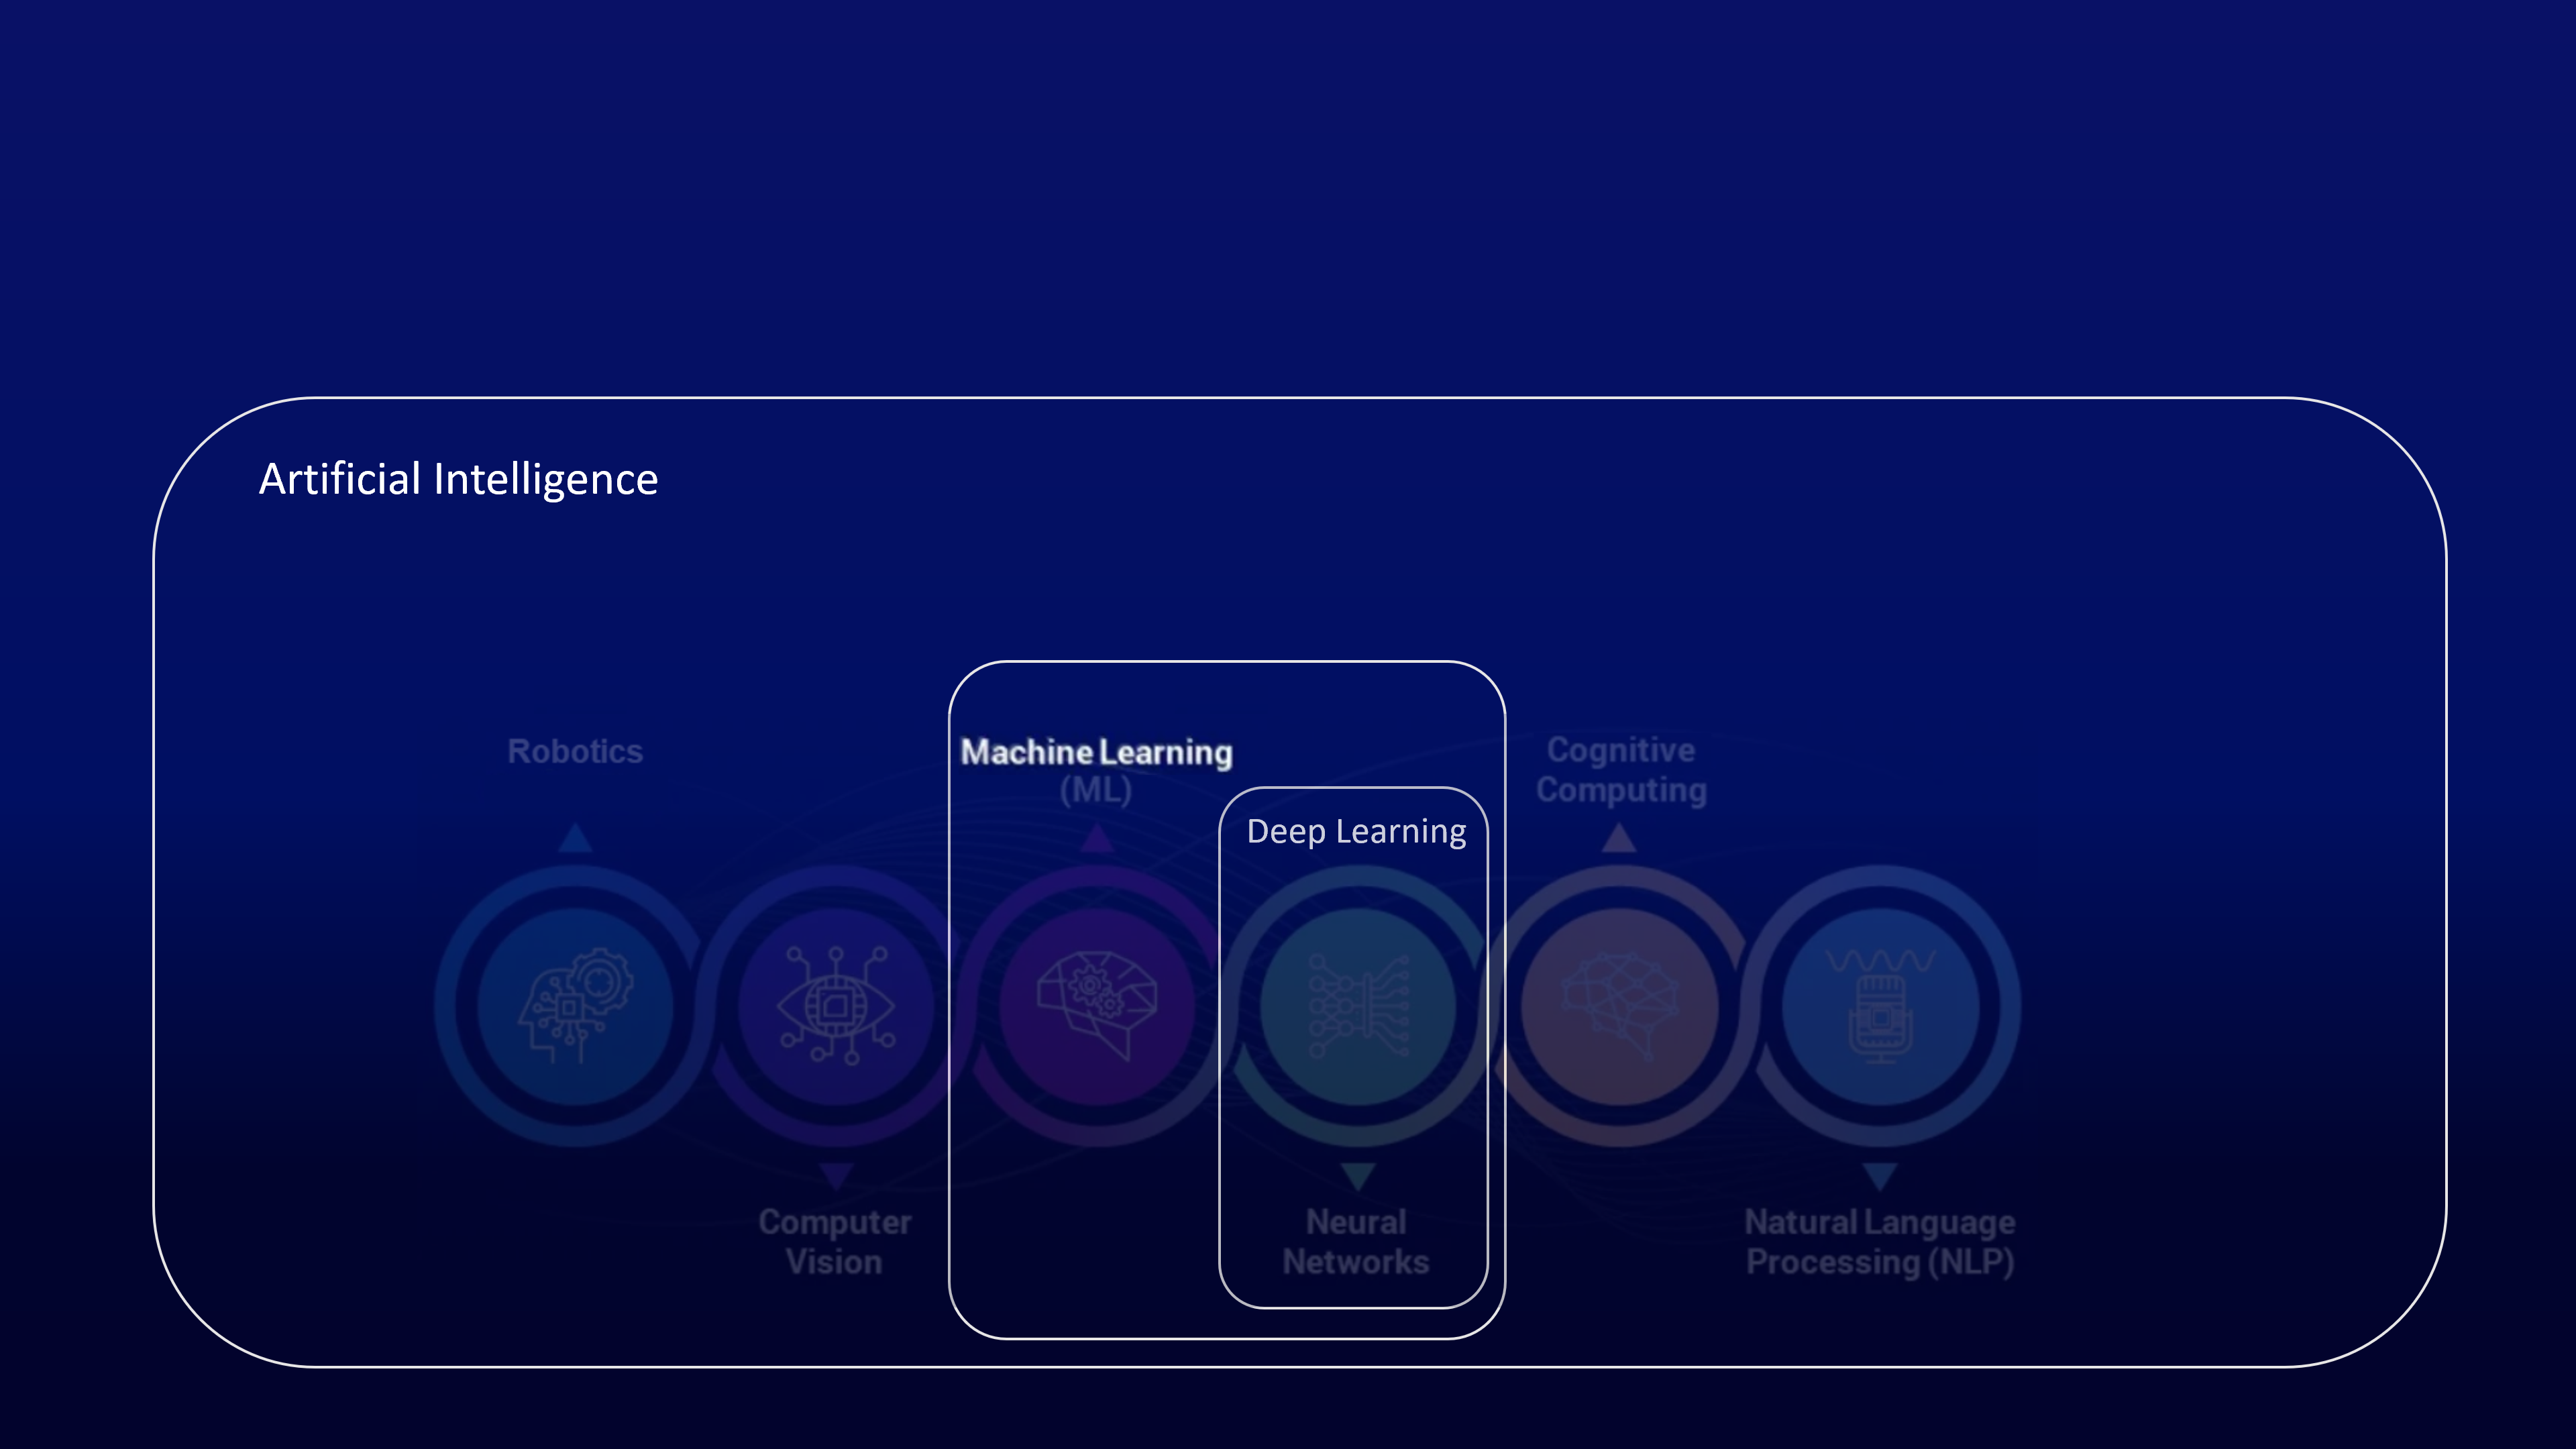 Artificial Intelligence
Robotics
Machine Learning
(ML)
Cognitive
Computing
Deep Learning
Computer
Vision
Neural
Networks
Natural Language
Processing (NLP)